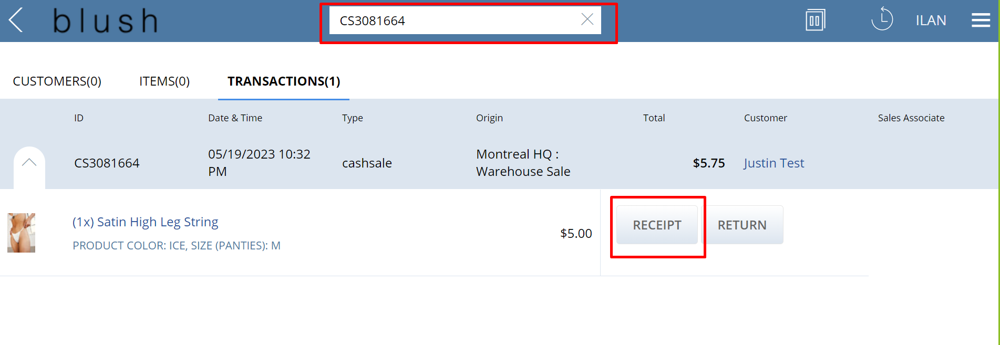 blush
CS3081664
ILAN
CUSTOMERS(0) ITEMS(0) TRANSACTIONS(1)
ID Date & Time Type Origin Total Customer Sales Associate
CS3081664 05/19/2023 10:32 PM cashsale Montreal HQ : Warehouse Sale $5.75 Justin Test
(1x) Satin High Leg String
PRODUCT COLOR: ICE, SIZE (PANTIES): M
$5.00
RECEIPT RETURN